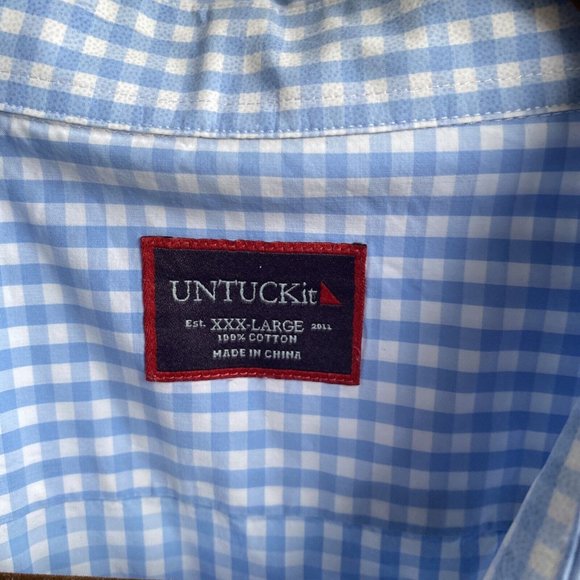 UNTUCKit
EST. XXX-LARGE 2011
100% COTTON
MADE IN CHINA